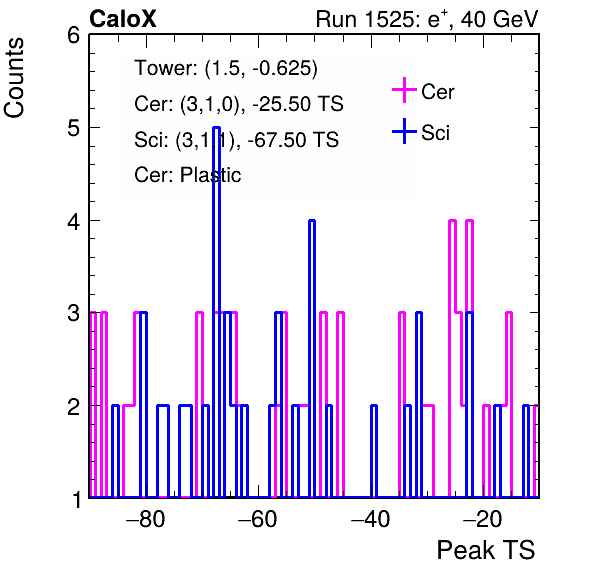 CaloX Run 1525: e⁺, 40 GeV
Counts
6
Tower: (1.5, -0.625)
Cer: (3,1,0), -25.50 TS
Sci: (3,1,1), -67.50 TS
Cer: Plastic
Cer
Sci
5
4
3
2
1
−80 −60 −40 −20
Peak TS